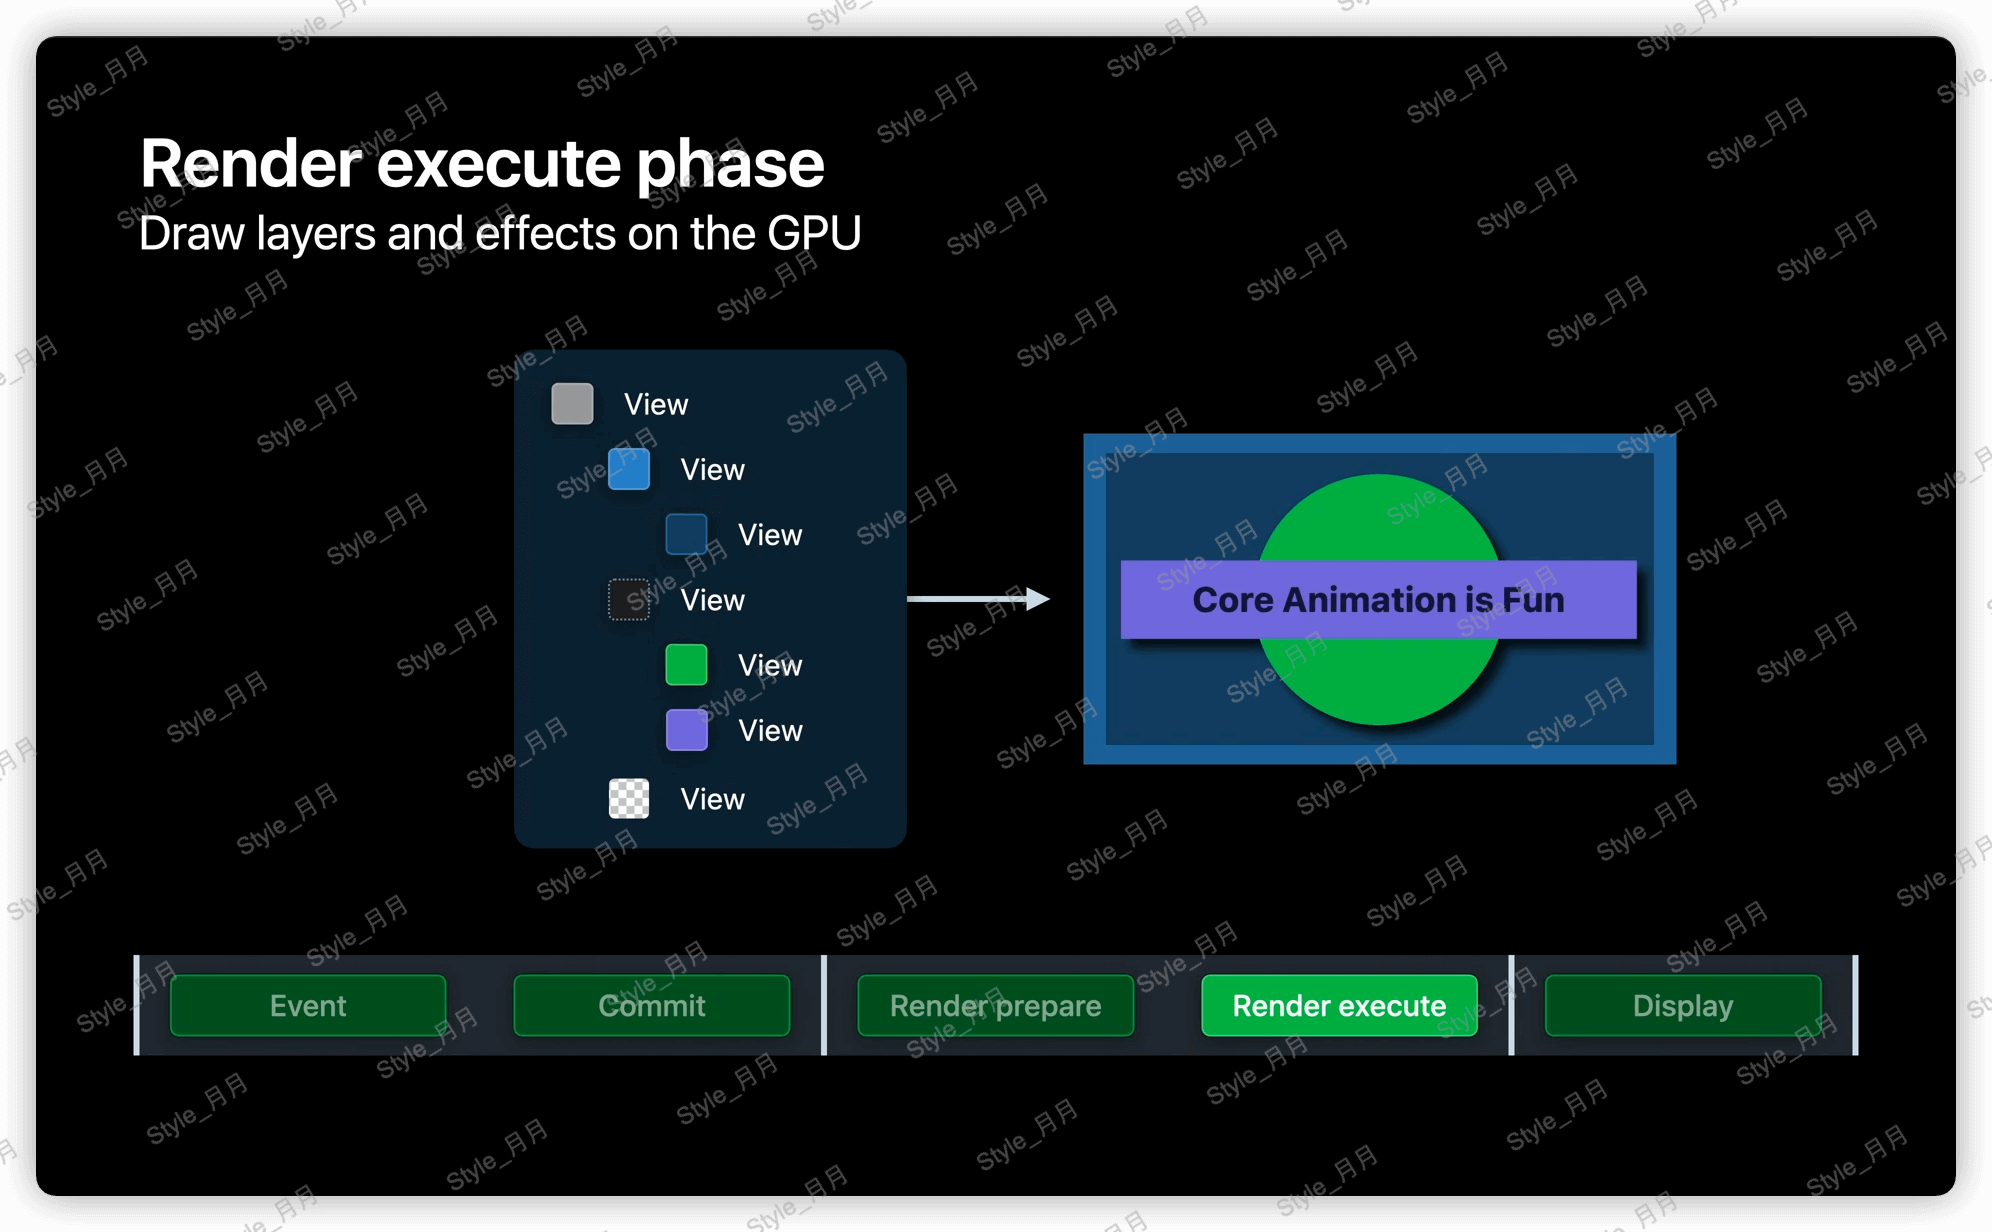 Render execute phase
Draw layers and effects on the GPU
View
View
View
View
View
View
View
Core Animation is Fun
Event
Commit
Render prepare
Render execute
Display
Style_月月